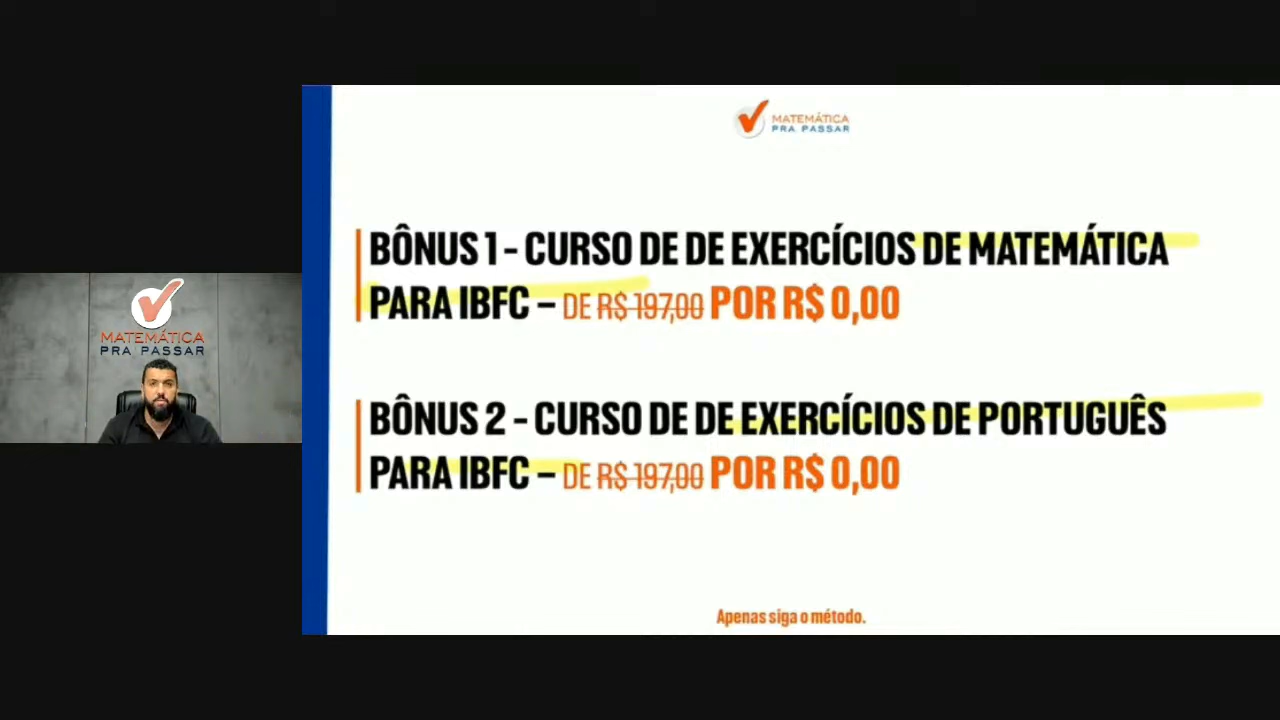 MATEMÁTICA
PRA PASSAR
MATEMÁTICA
PRA PASSAR
BÔNUS 1 - CURSO DE DE EXERCÍCIOS DE MATEMÁTICA
PARA IBFC – DE R$ 197,00 POR R$ 0,00
BÔNUS 2 - CURSO DE DE EXERCÍCIOS DE PORTUGUÊS
PARA IBFC – DE R$ 197,00 POR R$ 0,00
Apenas siga o método.